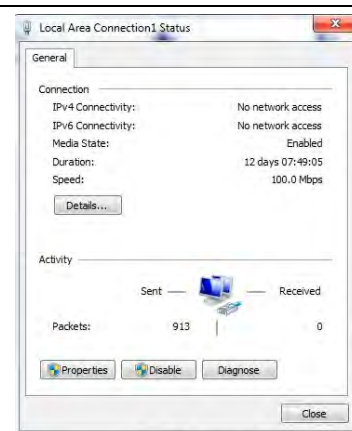 Local Area Connection1 Status
General
Connection
IPv4 Connectivity: No network access
IPv6 Connectivity: No network access
Media State: Enabled
Duration: 12 days 07:49:05
Speed: 100.0 Mbps
Details...
Activity
Sent Received
Packets: 913 0
Properties Disable Diagnose
Close